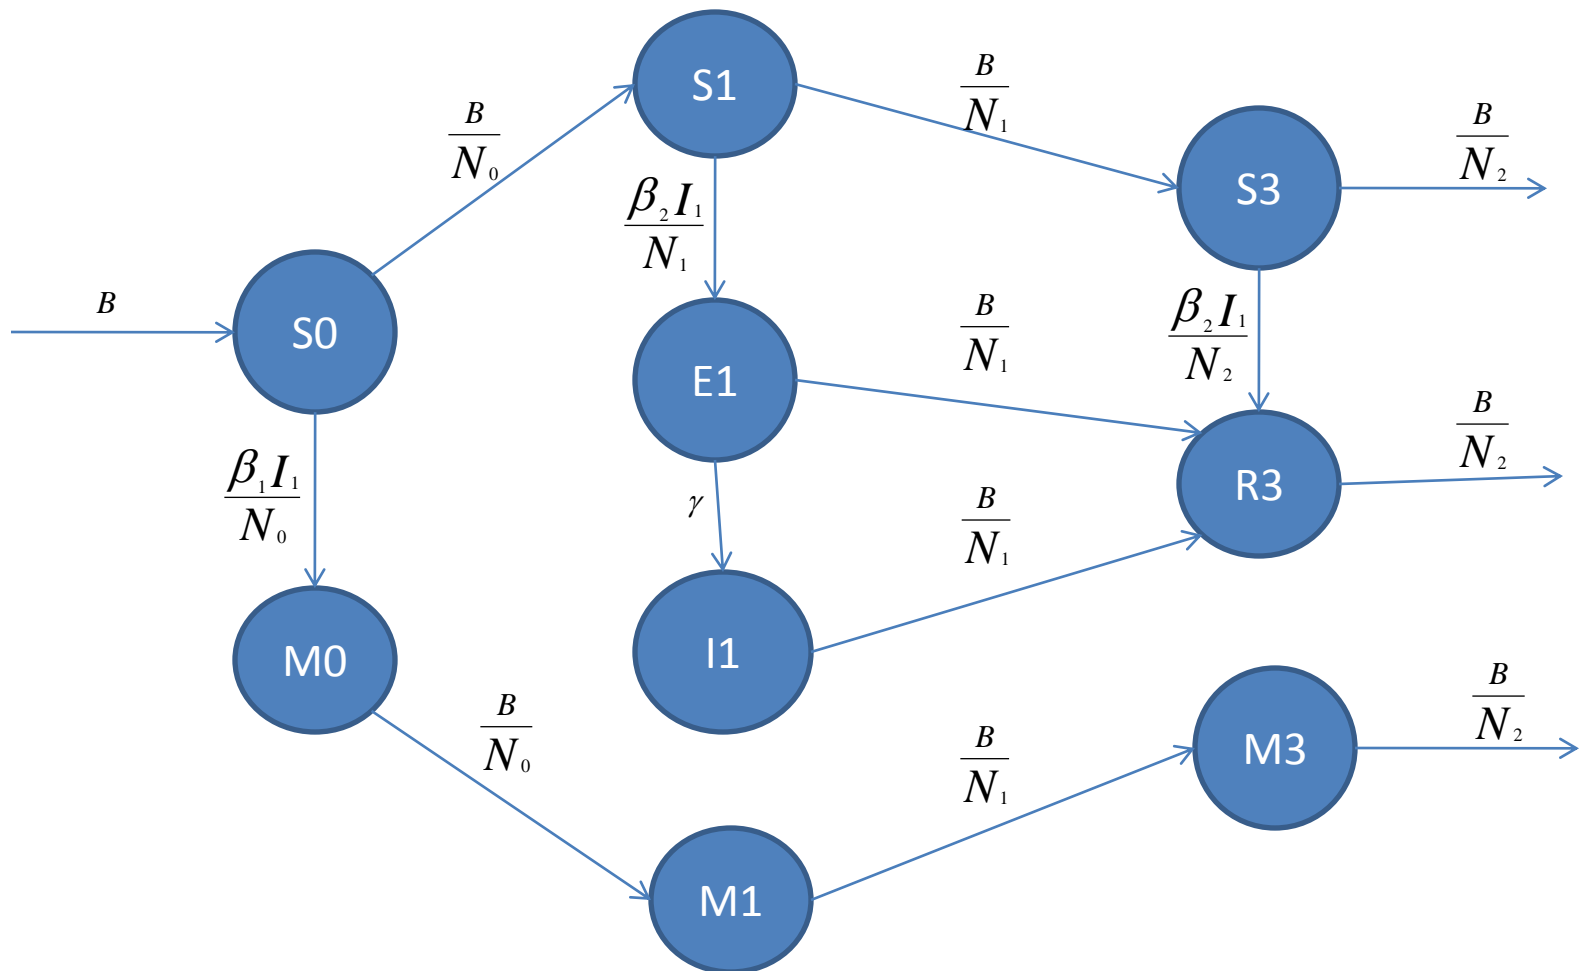 S1
B/N₁
B/N₀
B/N₂
S3
β₂I₁/N₁
B
S0
E1
B/N₁
β₂I₁/N₂
β₁I₁/N₀
γ
B/N₁
R3
B/N₂
M0
I1
B/N₀
B/N₁
M3
B/N₂
M1